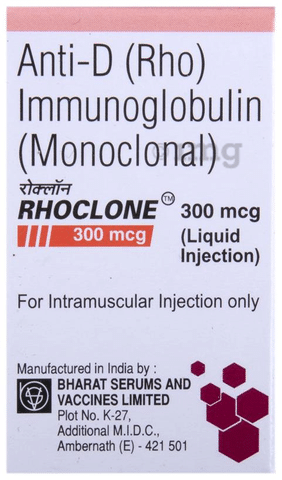 Anti-D (Rho)
Immunoglobulin
(Monoclonal)
रोक्लॉन
RHOCLONE™ 300 mcg
300 mcg (Liquid
Injection)
For Intramuscular Injection only
Manufactured in India by :
BHARAT SERUMS AND
VACCINES LIMITED
Plot No. K-27,
Additional M.I.D.C.,
Ambernath (E) - 421 501